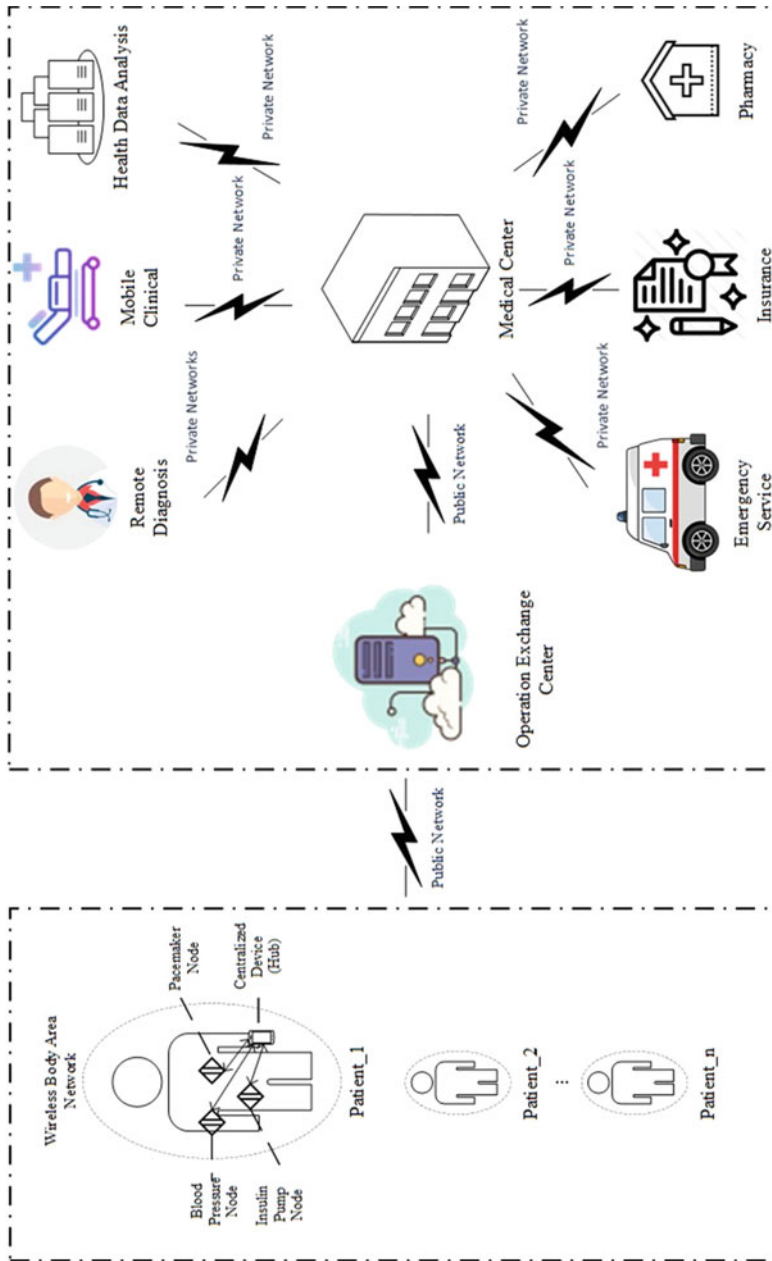 Wireless Body Area
Network
Pacemaker
Node
Centralized
Device
(Hub)
Blood
Pressure
Node
Insulin
Pump
Node
Patient_1
Patient_2
...
Patient_n
Public Network
Operation Exchange
Center
Public Network
Remote
Diagnosis
Mobile
Clinical
Health Data Analysis
Private Networks
Private Network
Private Network
Medical Center
Private Network
Private Network
Private Network
Emergency
Service
Insurance
Pharmacy